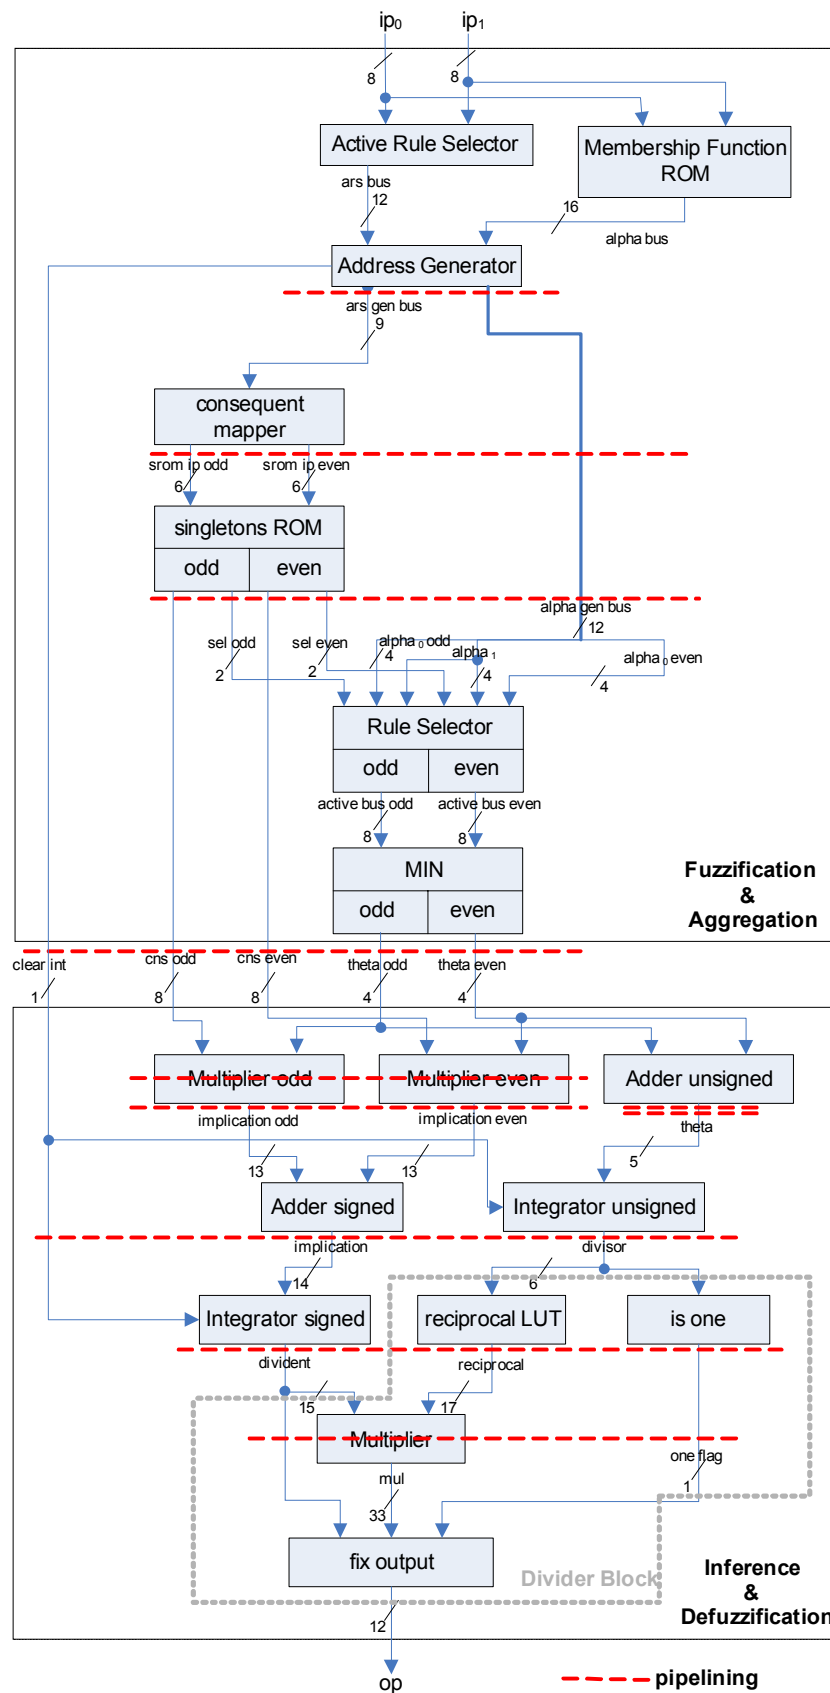 ip0 ip1
8 8
Active Rule Selector
Membership Function
ROM
ars bus
12
16
alpha bus
Address Generator
ars gen bus
9
consequent
mapper
srom ip odd srom ip even
6 6
singletons ROM
odd even
alpha gen bus
12
sel odd sel even alpha 0 odd alpha 1 alpha 0 even
2 2 4 4 4
Rule Selector
odd even
active bus odd active bus even
8 8
MIN
odd even
Fuzzification
&
Aggregation
clear int cns odd cns even theta odd theta even
1 8 8 4 4
Multiplier odd Multiplier even Adder unsigned
implication odd implication even theta
13 13 5
Adder signed Integrator unsigned
implication divisor
14 6
Integrator signed reciprocal LUT is one
divident reciprocal
15 17
Multiplier
mul one flag
33 1
fix output
Divider Block
Inference
&
Defuzzification
12
op
pipelining